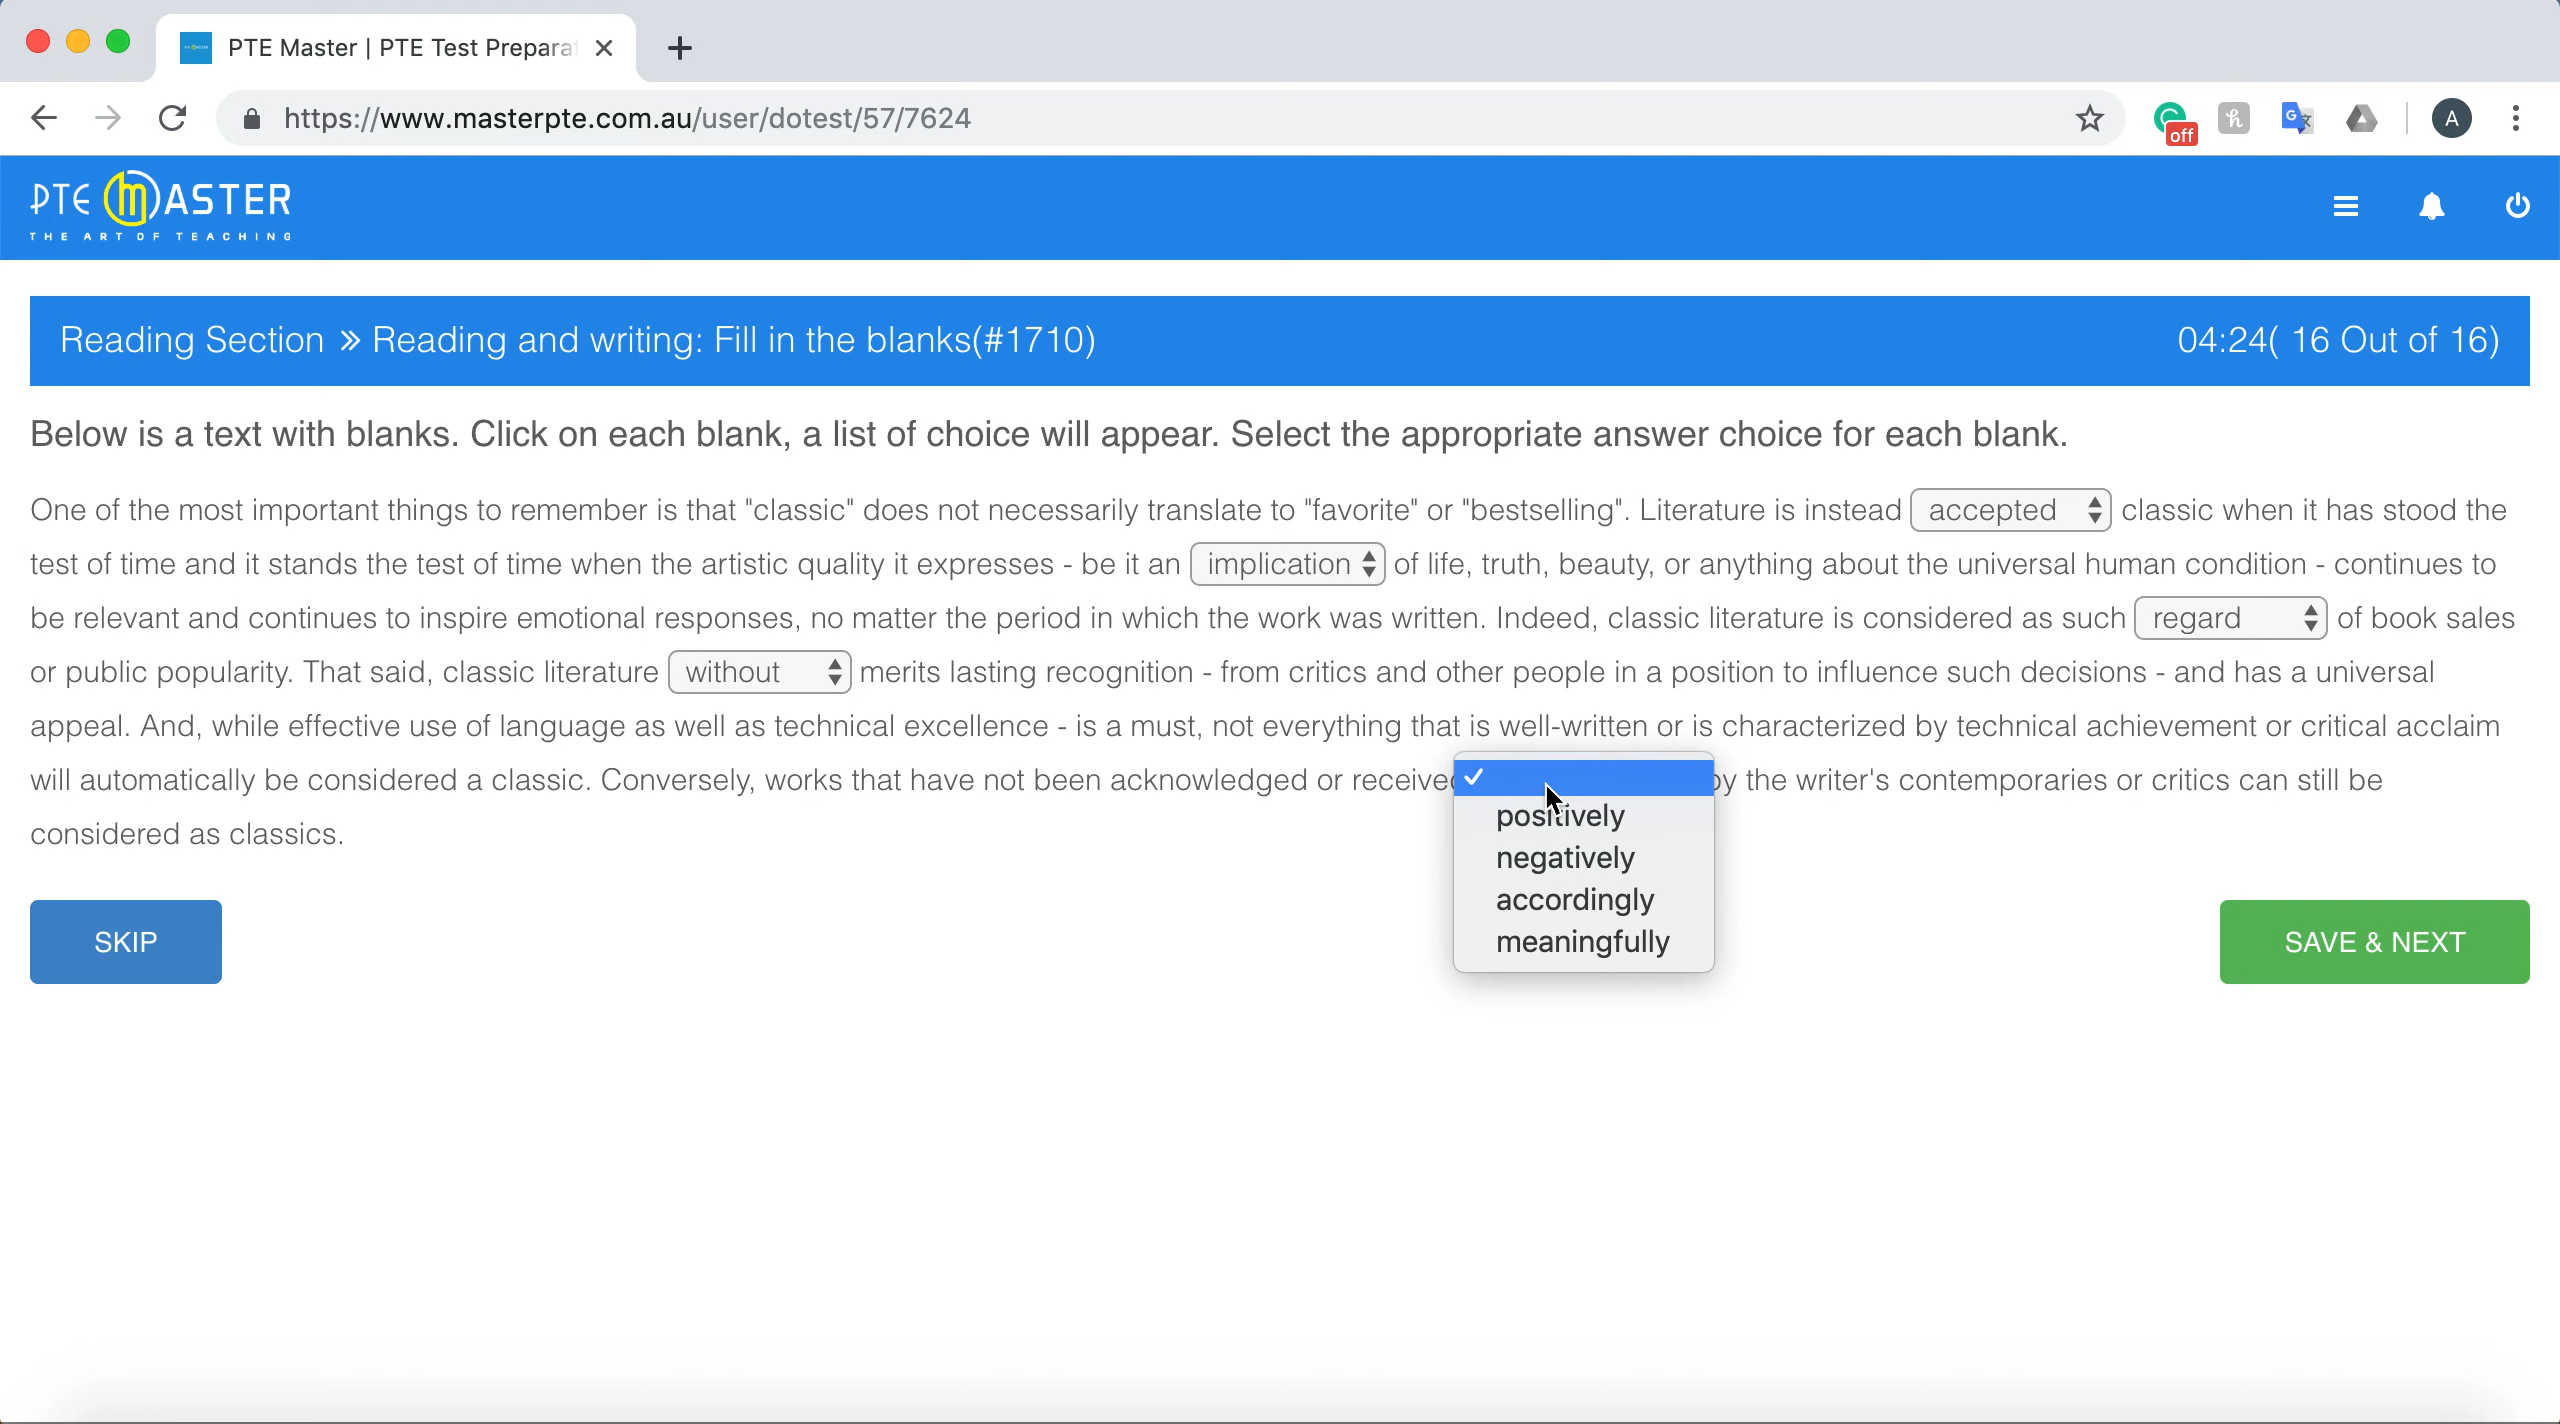 PTE Master | PTE Test Prepara
https://www.masterpte.com.au/user/dotest/57/7624
off
A
PTE MASTER
THE ART OF TEACHING
Reading Section » Reading and writing: Fill in the blanks(#1710)
04:24( 16 Out of 16)
Below is a text with blanks. Click on each blank, a list of choice will appear. Select the appropriate answer choice for each blank.
One of the most important things to remember is that "classic" does not necessarily translate to "favorite" or "bestselling". Literature is instead accepted classic when it has stood the
test of time and it stands the test of time when the artistic quality it expresses - be it an implication of life, truth, beauty, or anything about the universal human condition - continues to
be relevant and continues to inspire emotional responses, no matter the period in which the work was written. Indeed, classic literature is considered as such regard of book sales
or public popularity. That said, classic literature without merits lasting recognition - from critics and other people in a position to influence such decisions - and has a universal
appeal. And, while effective use of language as well as technical excellence - is a must, not everything that is well-written or is characterized by technical achievement or critical acclaim
will automatically be considered a classic. Conversely, works that have not been acknowledged or received by the writer's contemporaries or critics can still be
considered as classics.
positively
negatively
accordingly
meaningfully
SKIP
SAVE & NEXT